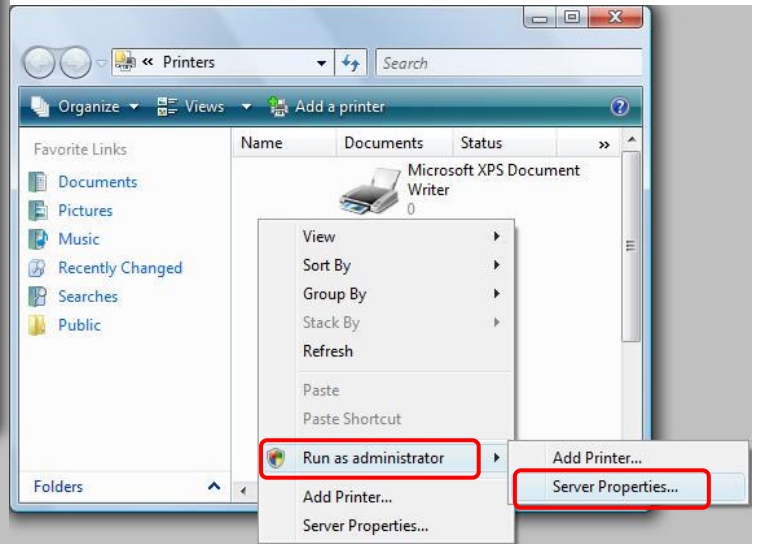 « Printers
Search
Organize Views Add a printer
Favorite Links
Documents
Pictures
Music
Recently Changed
Searches
Public
Folders
Name Documents Status »
Microsoft XPS Document
Writer
0
View
Sort By
Group By
Stack By
Refresh
Paste
Paste Shortcut
Run as administrator
Add Printer...
Server Properties...
Add Printer...
Server Properties...